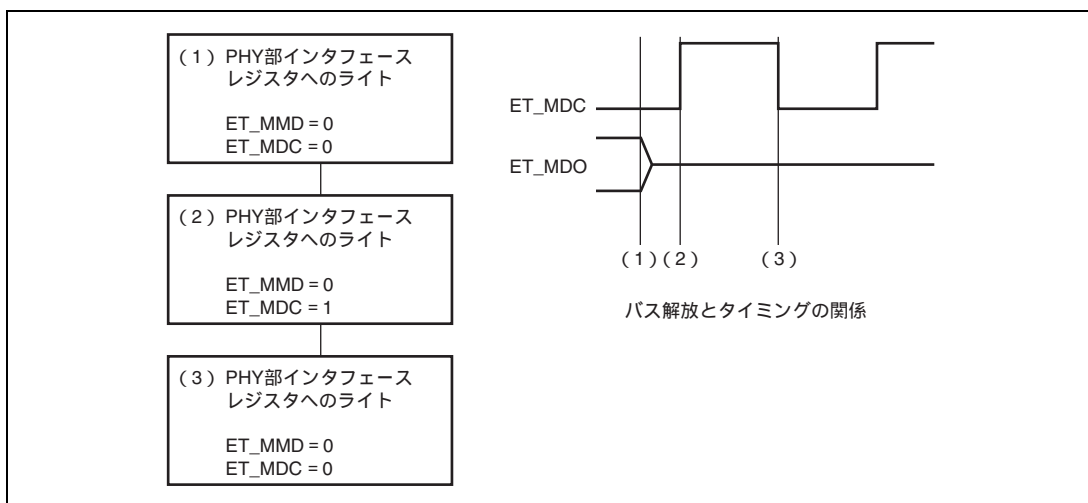 (1) PHY部インタフェース
レジスタへのライト
ET_MMD = 0
ET_MDC = 0
(2) PHY部インタフェース
レジスタへのライト
ET_MMD = 0
ET_MDC = 1
(3) PHY部インタフェース
レジスタへのライト
ET_MMD = 0
ET_MDC = 0
ET_MDC
ET_MDO
(1)(2) (3)
バス解放とタイミングの関係